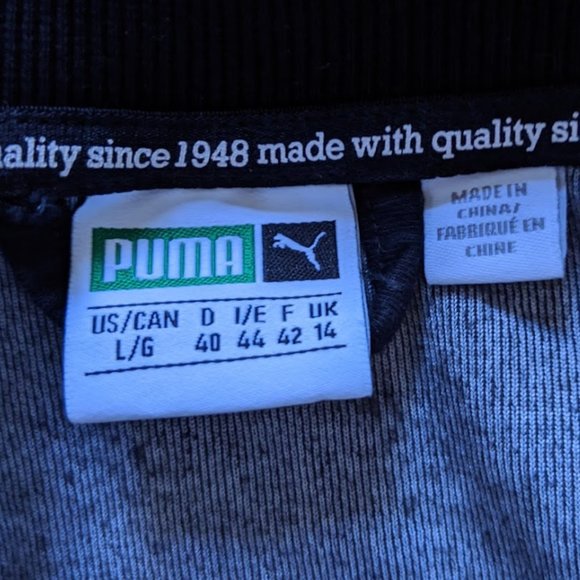 ality since 1948 made with quality si
PUMA
US/CAN D I/E F UK
L/G 40 44 42 14
MADE IN
CHINA/
FABRIQUÉ EN
CHINE